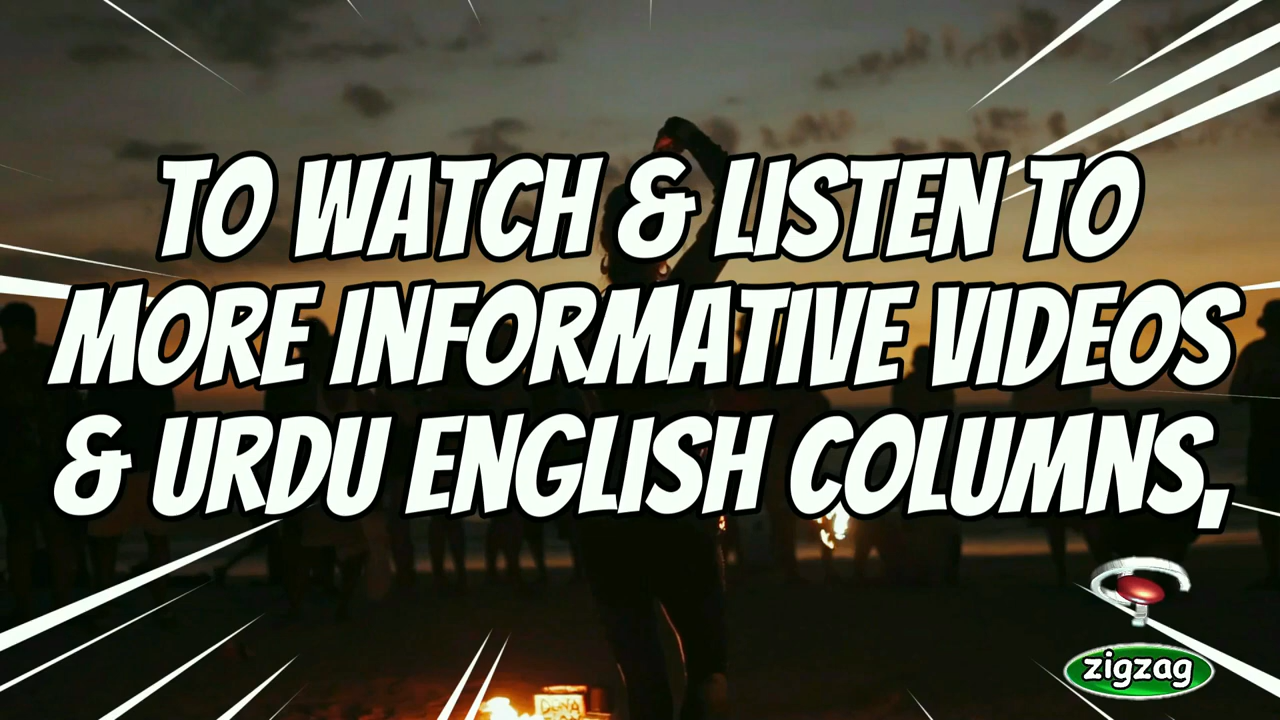 TO WATCH & LISTEN TO
MORE INFORMATIVE VIDEOS
& URDU ENGLISH COLUMNS,
zigzag